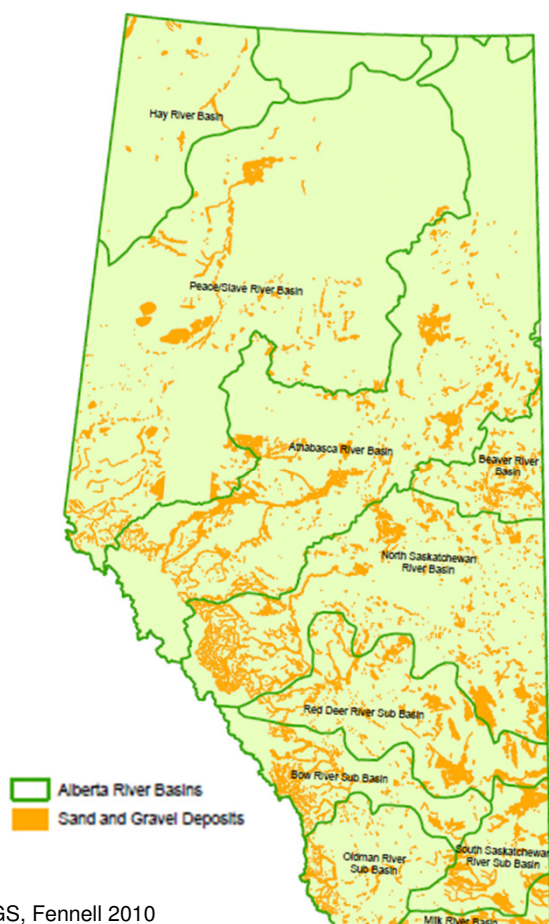 Hay River Basin
Peace/Slave River Basin
Athabasca River Basin
Beaver River
Basin
North Saskatchewan
River Basin
Red Deer River Sub Basin
Bow River Sub Basin
Alberta River Basins
Sand and Gravel Deposits
Oldman River
Sub Basin
South Saskatchewan
River Sub Basin
Milk River Basin
GS, Fennell 2010